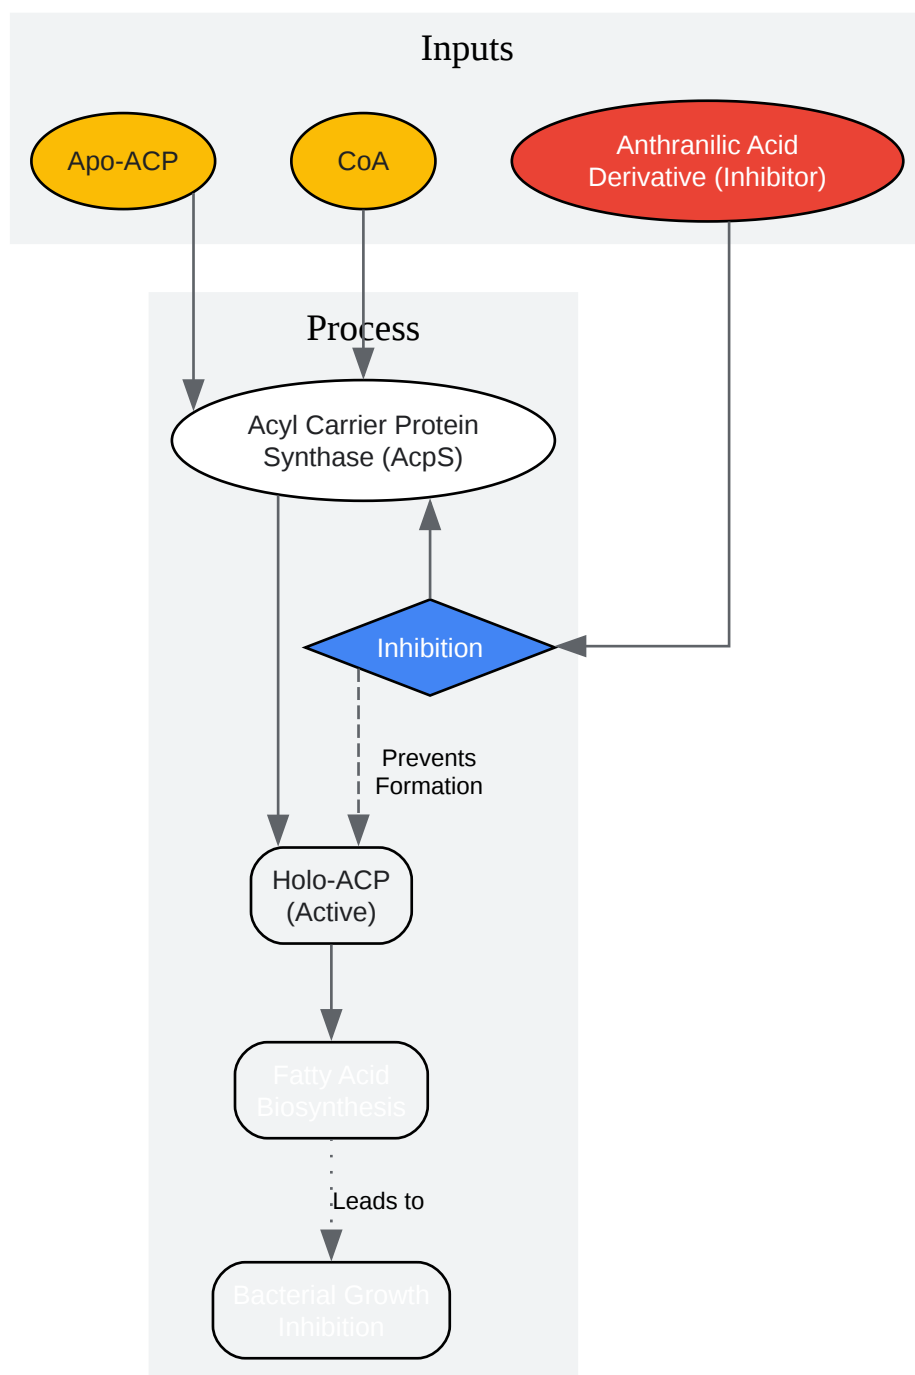 Inputs
Apo-ACP
CoA
Anthranilic Acid
Derivative (Inhibitor)
Process
Acyl Carrier Protein
Synthase (AcpS)
Inhibition
Prevents
Formation
Holo-ACP
(Active)
Fatty Acid
Biosynthesis
Leads to
Bacterial Growth
Inhibition